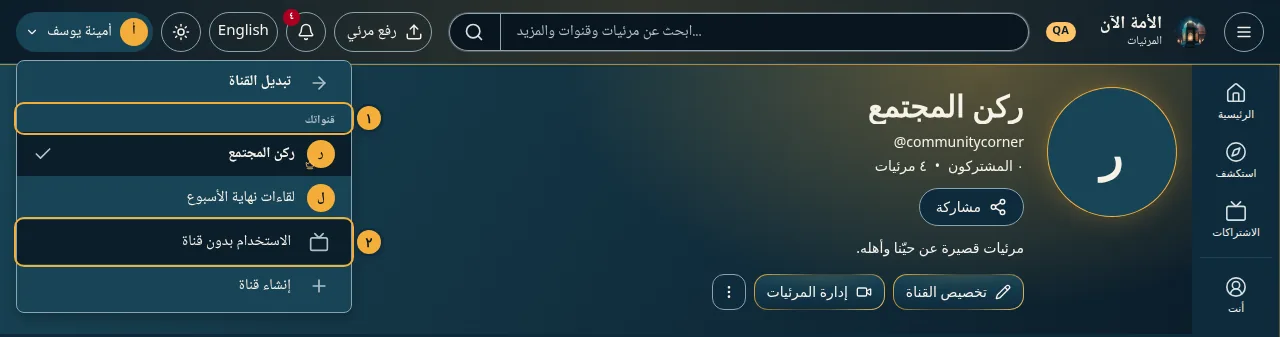 الأمة الآن
المرئيات
QA
ابحث عن مرئيات وقنوات والمزيد...
رفع مرئي
٤
English
أمينة يوسف
أ
الرئيسية
استكشف
الاشتراكات
أنت
ر
ركن المجتمع
@communitycorner
٠ المشتركون • ٤ مرئيات
مشاركة
مرئيات قصيرة عن حيّنا وأهله.
تخصيص القناة
إدارة المرئيات
تبديل القناة
قنواتك
١
ر
ركن المجتمع
ل
لقاءات نهاية الأسبوع
الاستخدام بدون قناة
٢
إنشاء قناة